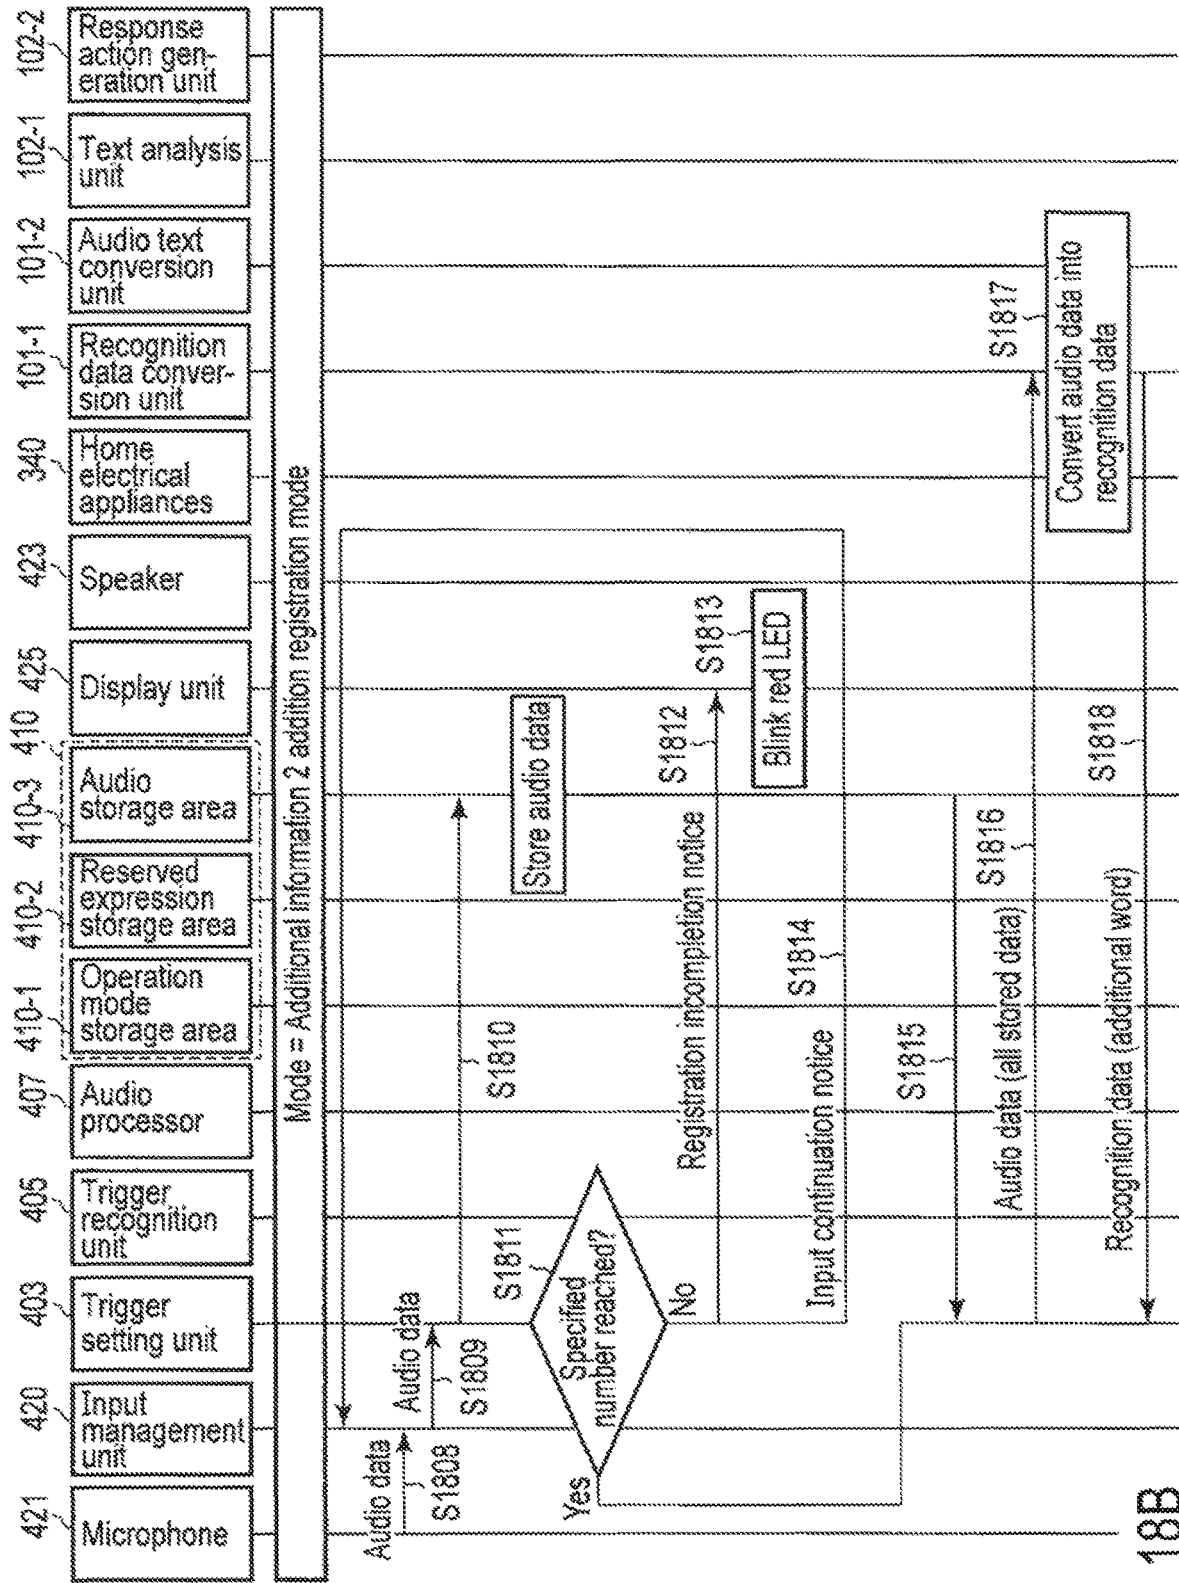 421
420
403
405
407
410-1
410-2
410-3
410
425
423
340
101-1
101-2
102-1
102-2
Microphone
Input
management
unit
Trigger
setting unit
Trigger
recognition
unit
Audio
processor
Operation
mode
storage area
Reserved
expression
storage area
Audio
storage area
Display unit
Speaker
Home
electrical
appliances
Recognition
data conver-
sion unit
Audio text
conversion
unit
Text analysis
unit
Response
action gen-
eration unit
Mode = Additional information 2 addition registration mode
Audio data
S1808
Audio data
S1809
S1810
Store audio data
S1811
Specified
number reached?
Yes
No
Registration incompletion notice
S1812
S1813
Blink red LED
Input continuation notice
S1814
S1815
Audio data (all stored data)
S1816
S1817
Convert audio data into
recognition data
Recognition data (additional word)
S1818
18B